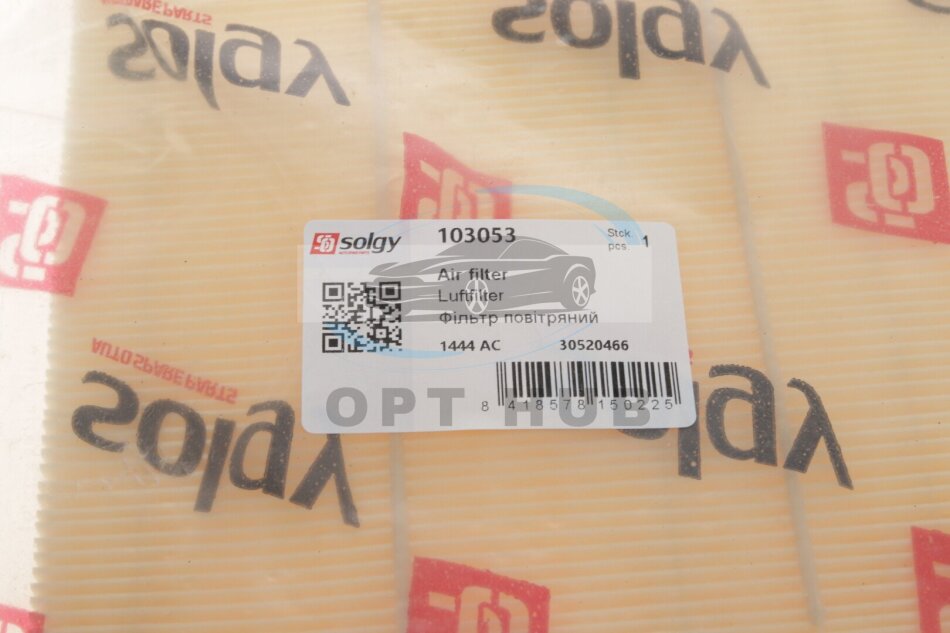 AUTO SPARE PARTS
solgy
solgy
solgy 103053 Stck. pcs. 1
Air filter
Luftfilter
Фільтр повітряний
1444 AC 30520466
8 418578 150225
OPT HUB
AUTO SPARE PARTS
solgy
solgy